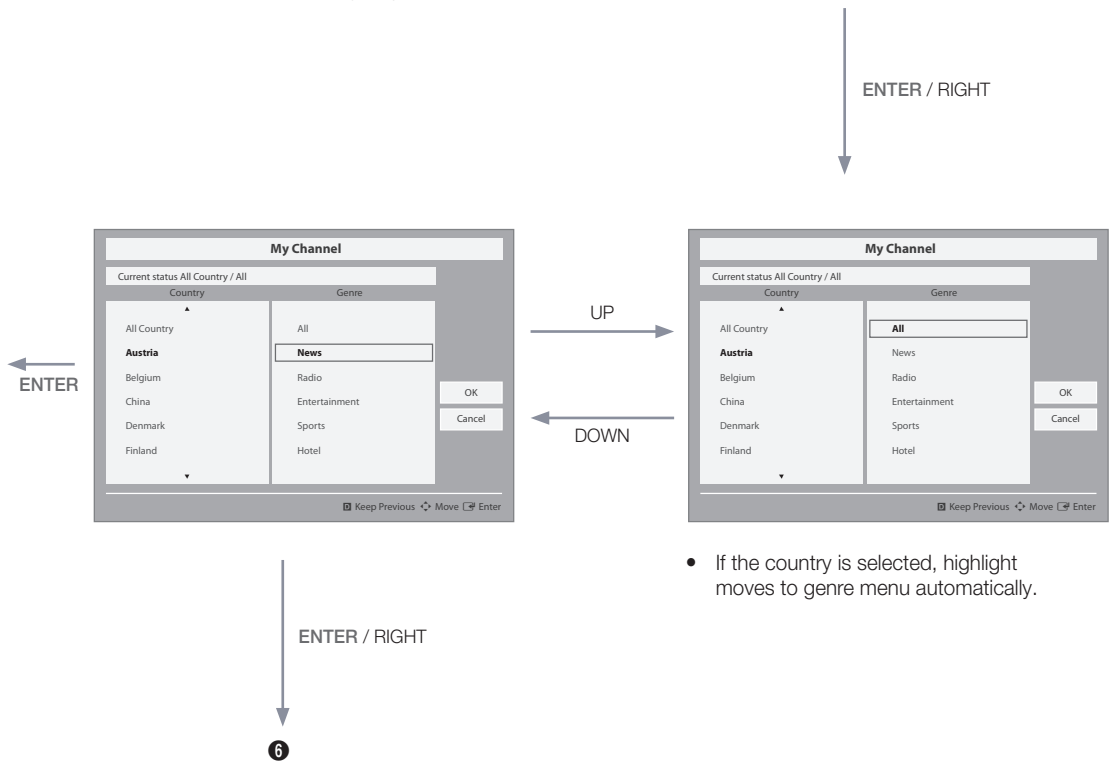 ENTER / RIGHT
My Channel
Current status All Country / All
Country Genre
▲
All Country All
Austria News
Belgium Radio
China Entertainment
Denmark Sports
Finland Hotel
▼
OK
Cancel
D Keep Previous Move Enter
ENTER
UP
DOWN
My Channel
Current status All Country / All
Country Genre
▲
All Country All
Austria News
Belgium Radio
China Entertainment
Denmark Sports
Finland Hotel
▼
OK
Cancel
D Keep Previous Move Enter
• If the country is selected, highlight
moves to genre menu automatically.
ENTER / RIGHT
❻